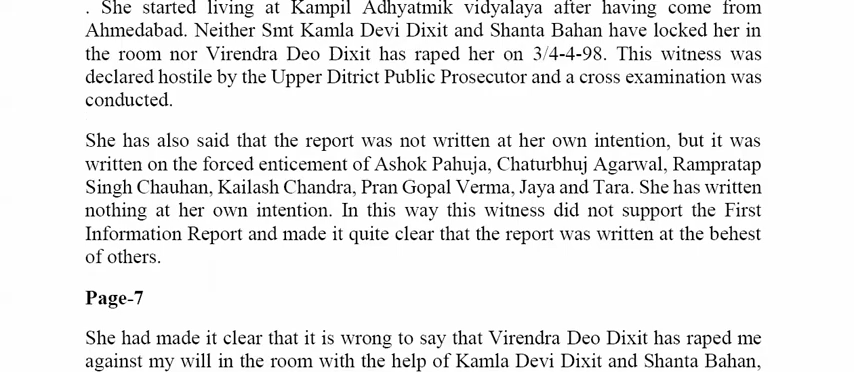 . She started living at Kampil Adhyatmik vidyalaya after having come from
Ahmedabad. Neither Smt Kamla Devi Dixit and Shanta Bahan have locked her in
the room nor Virendra Deo Dixit has raped her on 3/4-4-98. This witness was
declared hostile by the Upper Ditrict Public Prosecutor and a cross examination was
conducted.
She has also said that the report was not written at her own intention, but it was
written on the forced enticement of Ashok Pahuja, Chaturbhuj Agarwal, Rampratap
Singh Chauhan, Kailash Chandra, Pran Gopal Verma, Jaya and Tara. She has written
nothing at her own intention. In this way this witness did not support the First
Information Report and made it quite clear that the report was written at the behest
of others.
Page-7
She had made it clear that it is wrong to say that Virendra Deo Dixit has raped me
against my will in the room with the help of Kamla Devi Dixit and Shanta Bahan,